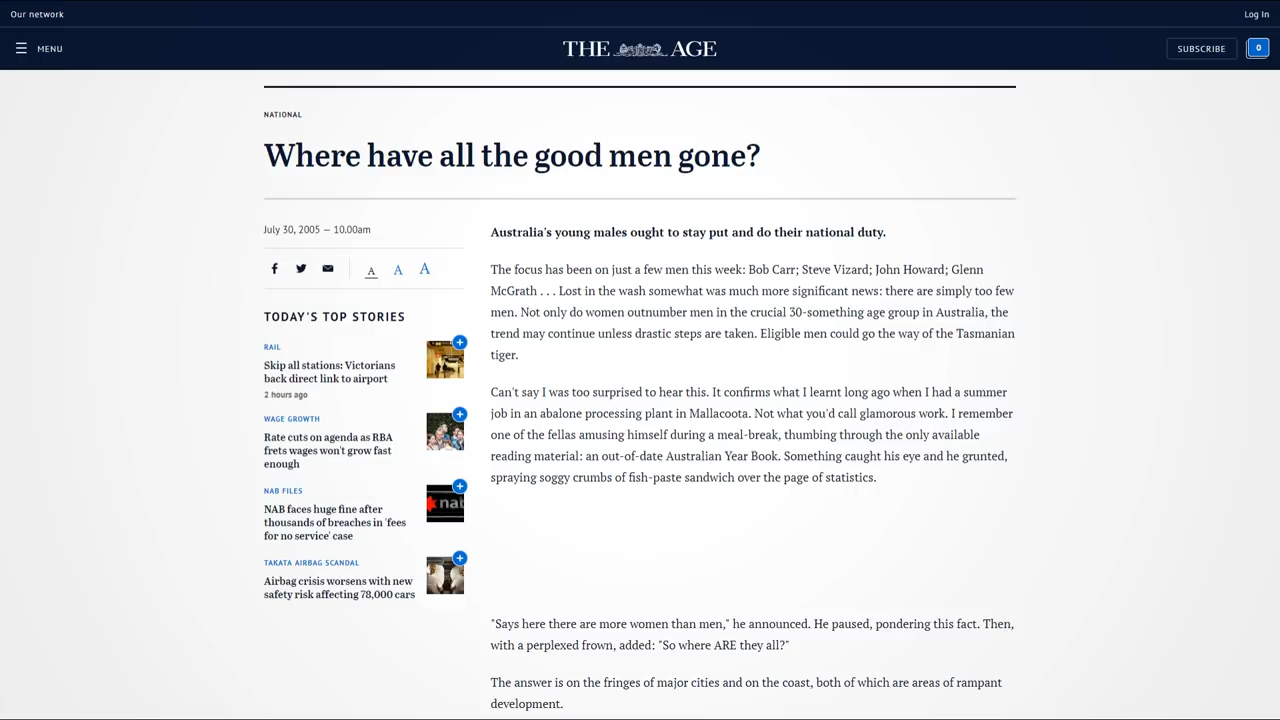 Our network
Log In
MENU
THE AGE
SUBSCRIBE
0
NATIONAL
Where have all the good men gone?
July 30, 2005 — 10.00am
A A A
TODAY'S TOP STORIES
RAIL
Skip all stations: Victorians
back direct link to airport
2 hours ago
WAGE GROWTH
Rate cuts on agenda as RBA
frets wages won't grow fast
enough
NAB FILES
NAB faces huge fine after
thousands of breaches in 'fees
for no service' case
nab
TAKATA AIRBAG SCANDAL
Airbag crisis worsens with new
safety risk affecting 78,000 cars
Australia's young males ought to stay put and do their national duty.
The focus has been on just a few men this week: Bob Carr; Steve Vizard; John Howard; Glenn
McGrath . . . Lost in the wash somewhat was much more significant news: there are simply too few
men. Not only do women outnumber men in the crucial 30-something age group in Australia, the
trend may continue unless drastic steps are taken. Eligible men could go the way of the Tasmanian
tiger.
Can't say I was too surprised to hear this. It confirms what I learnt long ago when I had a summer
job in an abalone processing plant in Mallacoota. Not what you'd call glamorous work. I remember
one of the fellas amusing himself during a meal-break, thumbing through the only available
reading material: an out-of-date Australian Year Book. Something caught his eye and he grunted,
spraying soggy crumbs of fish-paste sandwich over the page of statistics.
"Says here there are more women than men," he announced. He paused, pondering this fact. Then,
with a perplexed frown, added: "So where ARE they all?"
The answer is on the fringes of major cities and on the coast, both of which are areas of rampant
development.